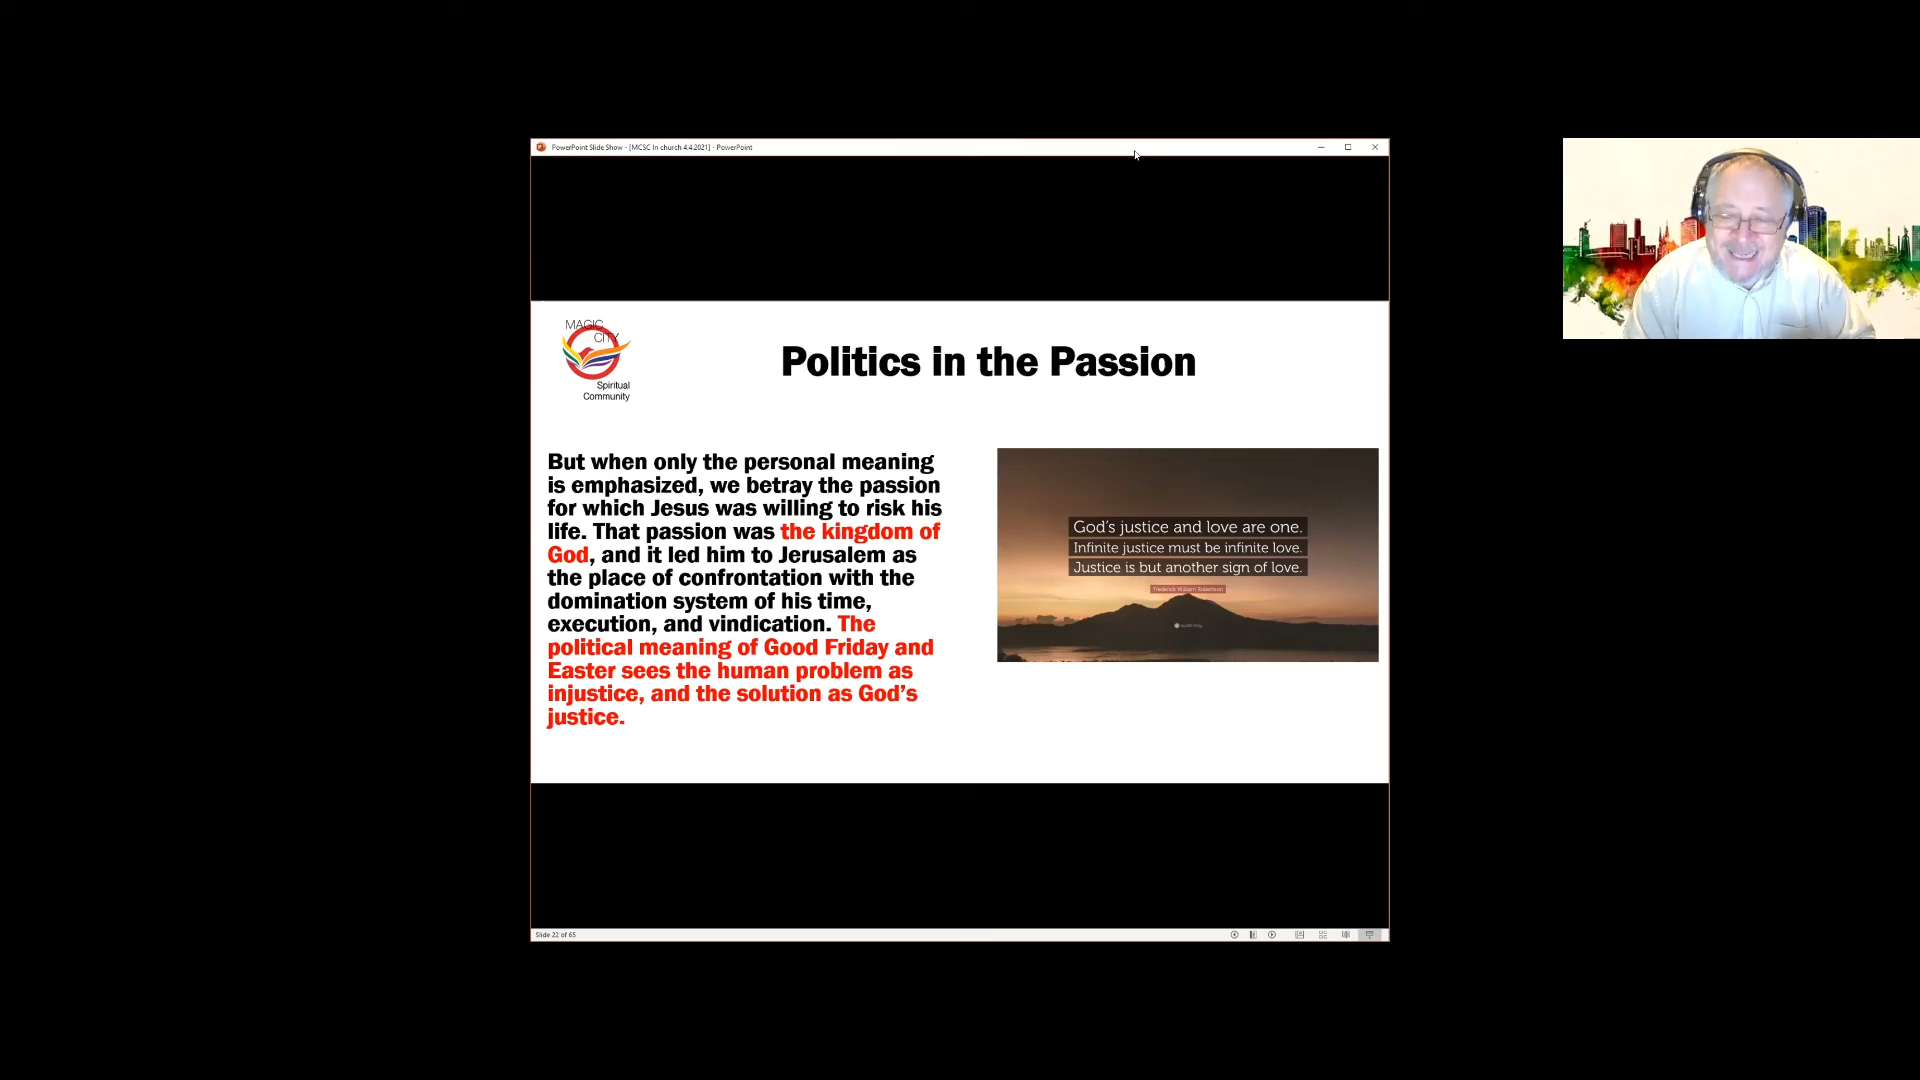 PowerPoint Slide Show - [MCSC In church 4.4.2021] - PowerPoint
MAGIC
CITY
Spiritual
Community
Politics in the Passion
But when only the personal meaning
is emphasized, we betray the passion
for which Jesus was willing to risk his
life. That passion was the kingdom of
God, and it led him to Jerusalem as
the place of confrontation with the
domination system of his time,
execution, and vindication. The
political meaning of Good Friday and
Easter sees the human problem as
injustice, and the solution as God's
justice.
God's justice and love are one.
Infinite justice must be infinite love.
Justice is but another sign of love.
Frederick William Robertson
Slide 22 of 65